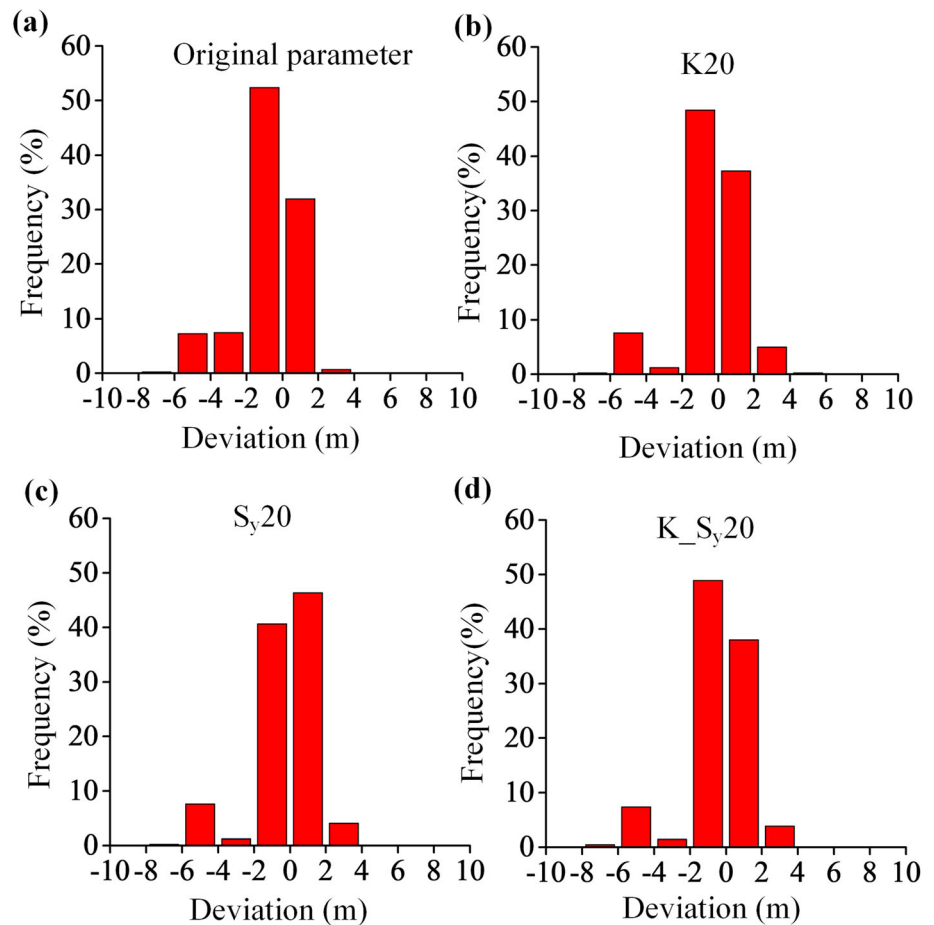 (a)
Original parameter
Frequency (%)
60
50
40
30
20
10
0
-10 -8 -6 -4 -2 0 2 4 6 8 10
Deviation (m)
(b)
K20
Frequency(%)
60
50
40
30
20
10
0
-10 -8 -6 -4 -2 0 2 4 6 8 10
Deviation (m)
(c)
Sy20
Frequency (%)
60
50
40
30
20
10
0
-10 -8 -6 -4 -2 0 2 4 6 8 10
Deviation (m)
(d)
K_Sy20
Frequency(%)
60
50
40
30
20
10
0
-10 -8 -6 -4 -2 0 2 4 6 8 10
Deviation (m)